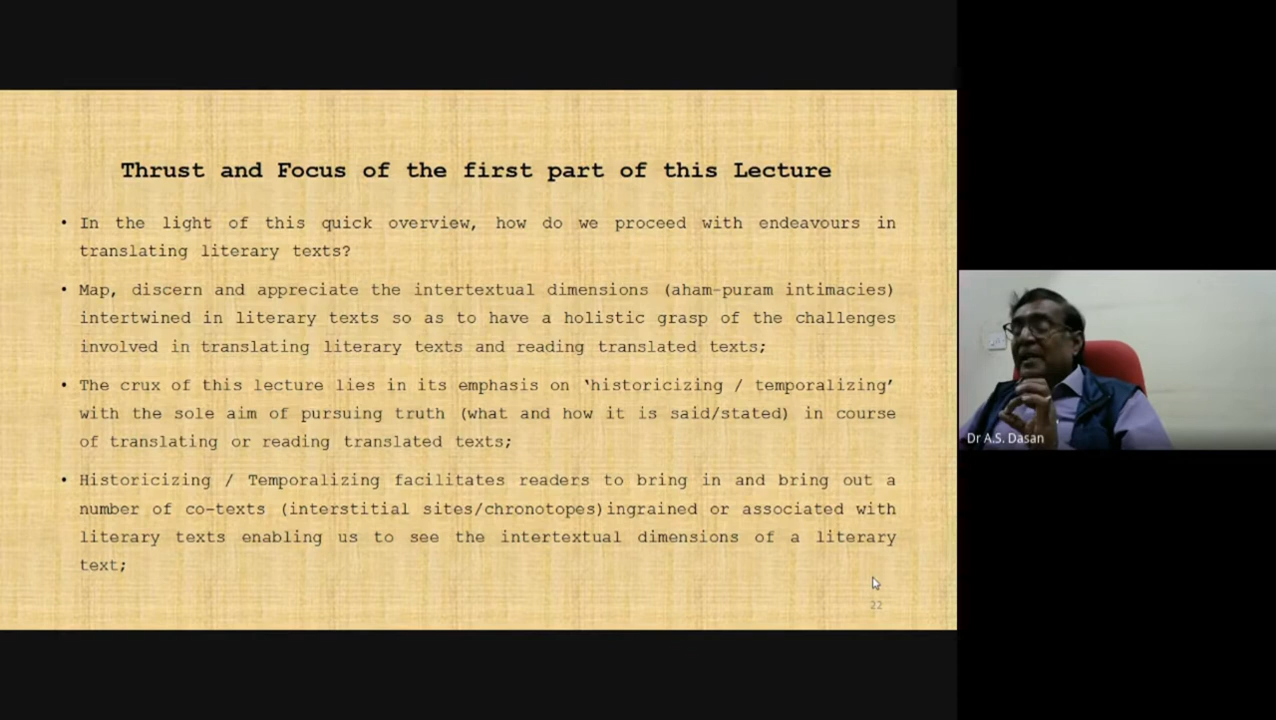 Thrust and Focus of the first part of this Lecture
• In the light of this quick overview, how do we proceed with endeavours in
translating literary texts?
• Map, discern and appreciate the intertextual dimensions (aham-puram intimacies)
intertwined in literary texts so as to have a holistic grasp of the challenges
involved in translating literary texts and reading translated texts;
• The crux of this lecture lies in its emphasis on ‘historicizing / temporalizing’
with the sole aim of pursuing truth (what and how it is said/stated) in course
of translating or reading translated texts;
• Historicizing / Temporalizing facilitates readers to bring in and bring out a
number of co-texts (interstitial sites/chronotopes)ingrained or associated with
literary texts enabling us to see the intertextual dimensions of a literary
text;
22
Dr A.S. Dasan